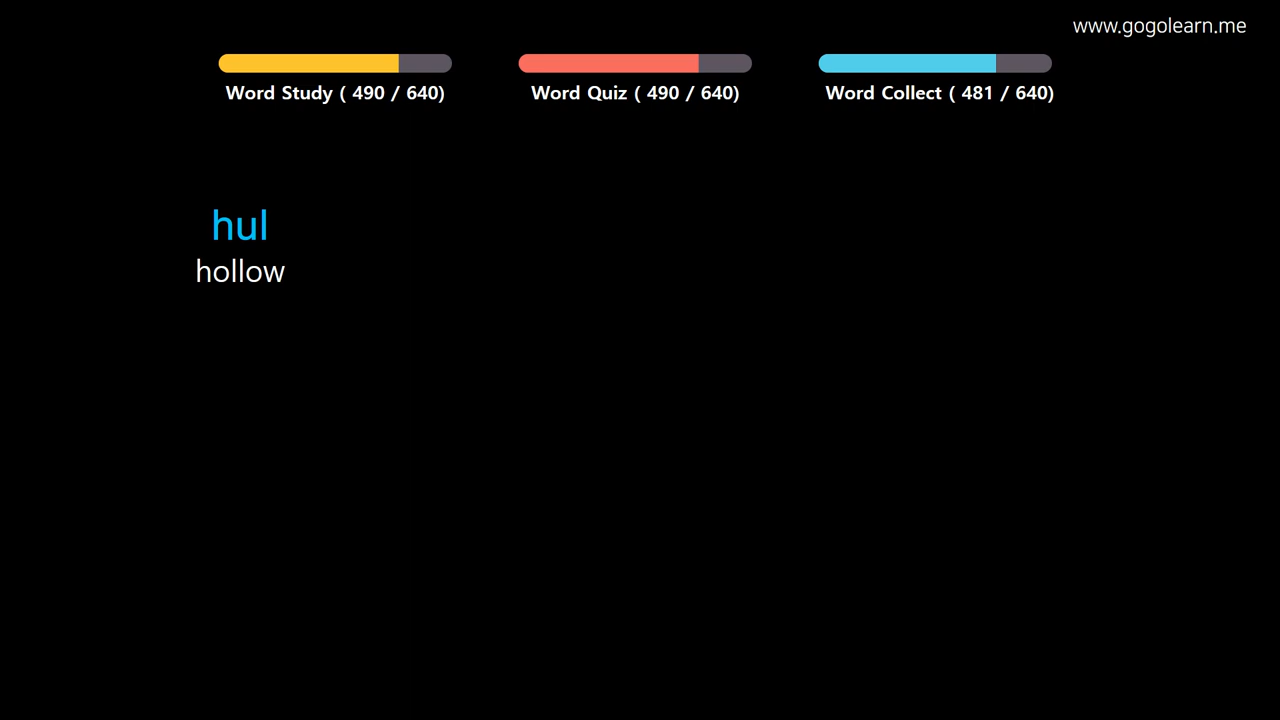 www.gogolearn.me
Word Study ( 490 / 640)
Word Quiz ( 490 / 640)
Word Collect ( 481 / 640)
hul
hollow